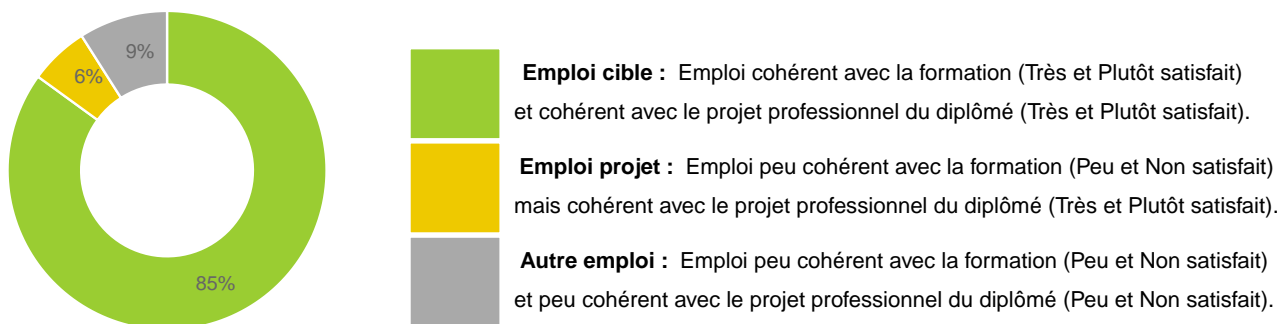 9%
6%
85%
Emploi cible : Emploi cohérent avec la formation (Très et Plutôt satisfait)
et cohérent avec le projet professionnel du diplômé (Très et Plutôt satisfait).
Emploi projet : Emploi peu cohérent avec la formation (Peu et Non satisfait)
mais cohérent avec le projet professionnel du diplômé (Très et Plutôt satisfait).
Autre emploi : Emploi peu cohérent avec la formation (Peu et Non satisfait)
et peu cohérent avec le projet professionnel du diplômé (Peu et Non satisfait).